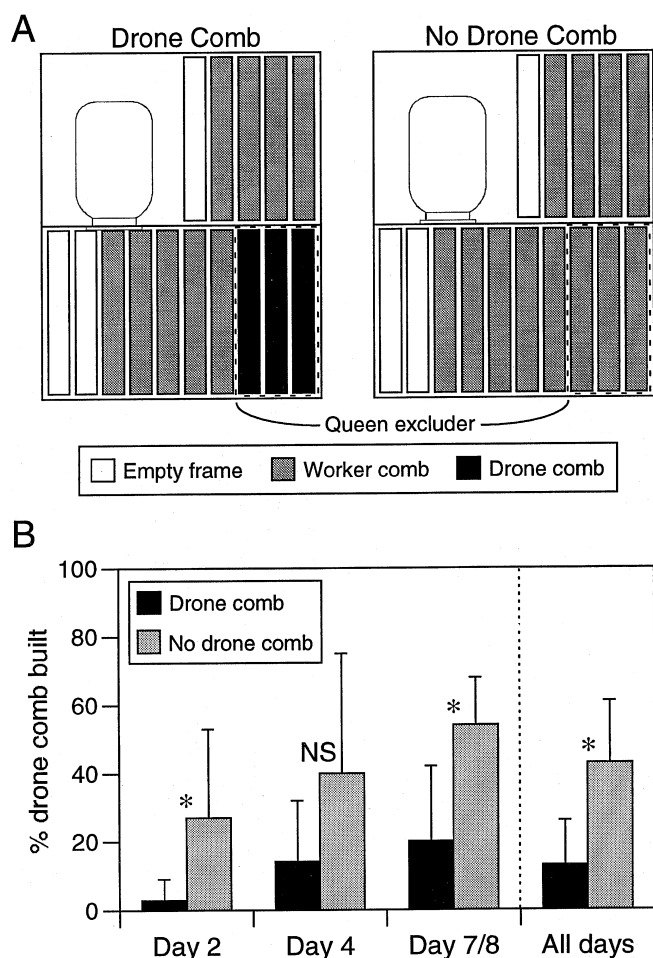 A
Drone Comb No Drone Comb
Queen excluder
Empty frame Worker comb Drone comb
B
% drone comb built
100
80
60
40
20
0
Drone comb
No drone comb
* NS * *
Day 2 Day 4 Day 7/8 All days